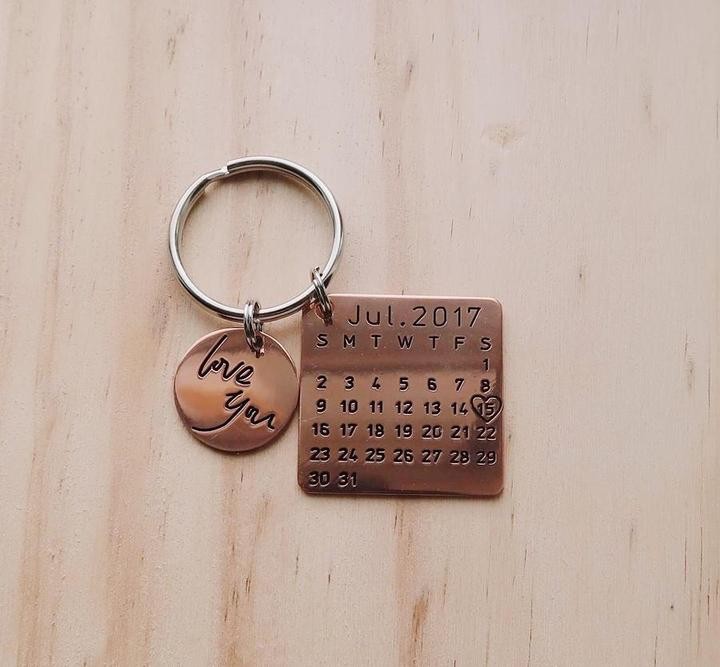 love
you
Jul.2017
S M T W T F S
1
2 3 4 5 6 7 8
9 10 11 12 13 14 15
16 17 18 19 20 21 22
23 24 25 26 27 28 29
30 31